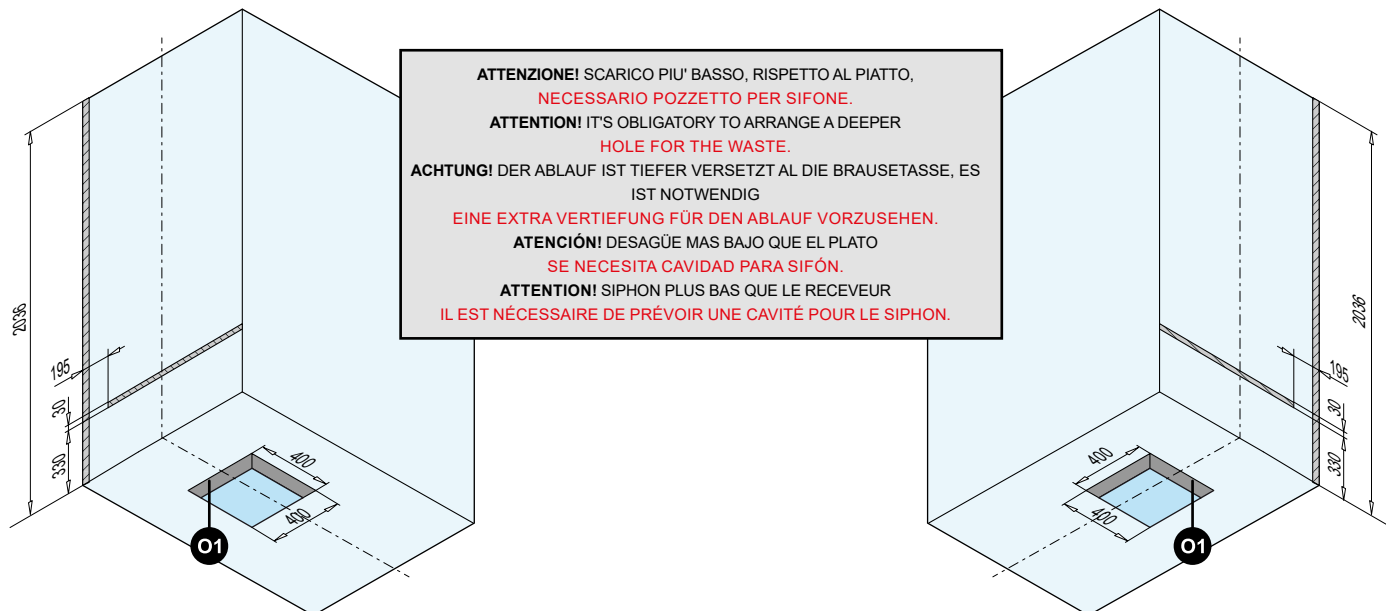 ATTENZIONE! SCARICO PIU' BASSO, RISPETTO AL PIATTO,
NECESSARIO POZZETTO PER SIFONE.
ATTENTION! IT'S OBLIGATORY TO ARRANGE A DEEPER
HOLE FOR THE WASTE.
ACHTUNG! DER ABLAUF IST TIEFER VERSETZT AL DIE BRAUSETASSE, ES
IST NOTWENDIG
EINE EXTRA VERTIEFUNG FÜR DEN ABLAUF VORZUSEHEN.
ATENCIÓN! DESAGÜE MAS BAJO QUE EL PLATO
SE NECESITA CAVIDAD PARA SIFÓN.
ATTENTION! SIPHON PLUS BAS QUE LE RECEVEUR
IL EST NÉCESSAIRE DE PRÉVOIR UNE CAVITÉ POUR LE SIPHON.
2036
195
30
330
400
400
O1
2036
195
30
330
400
400
O1